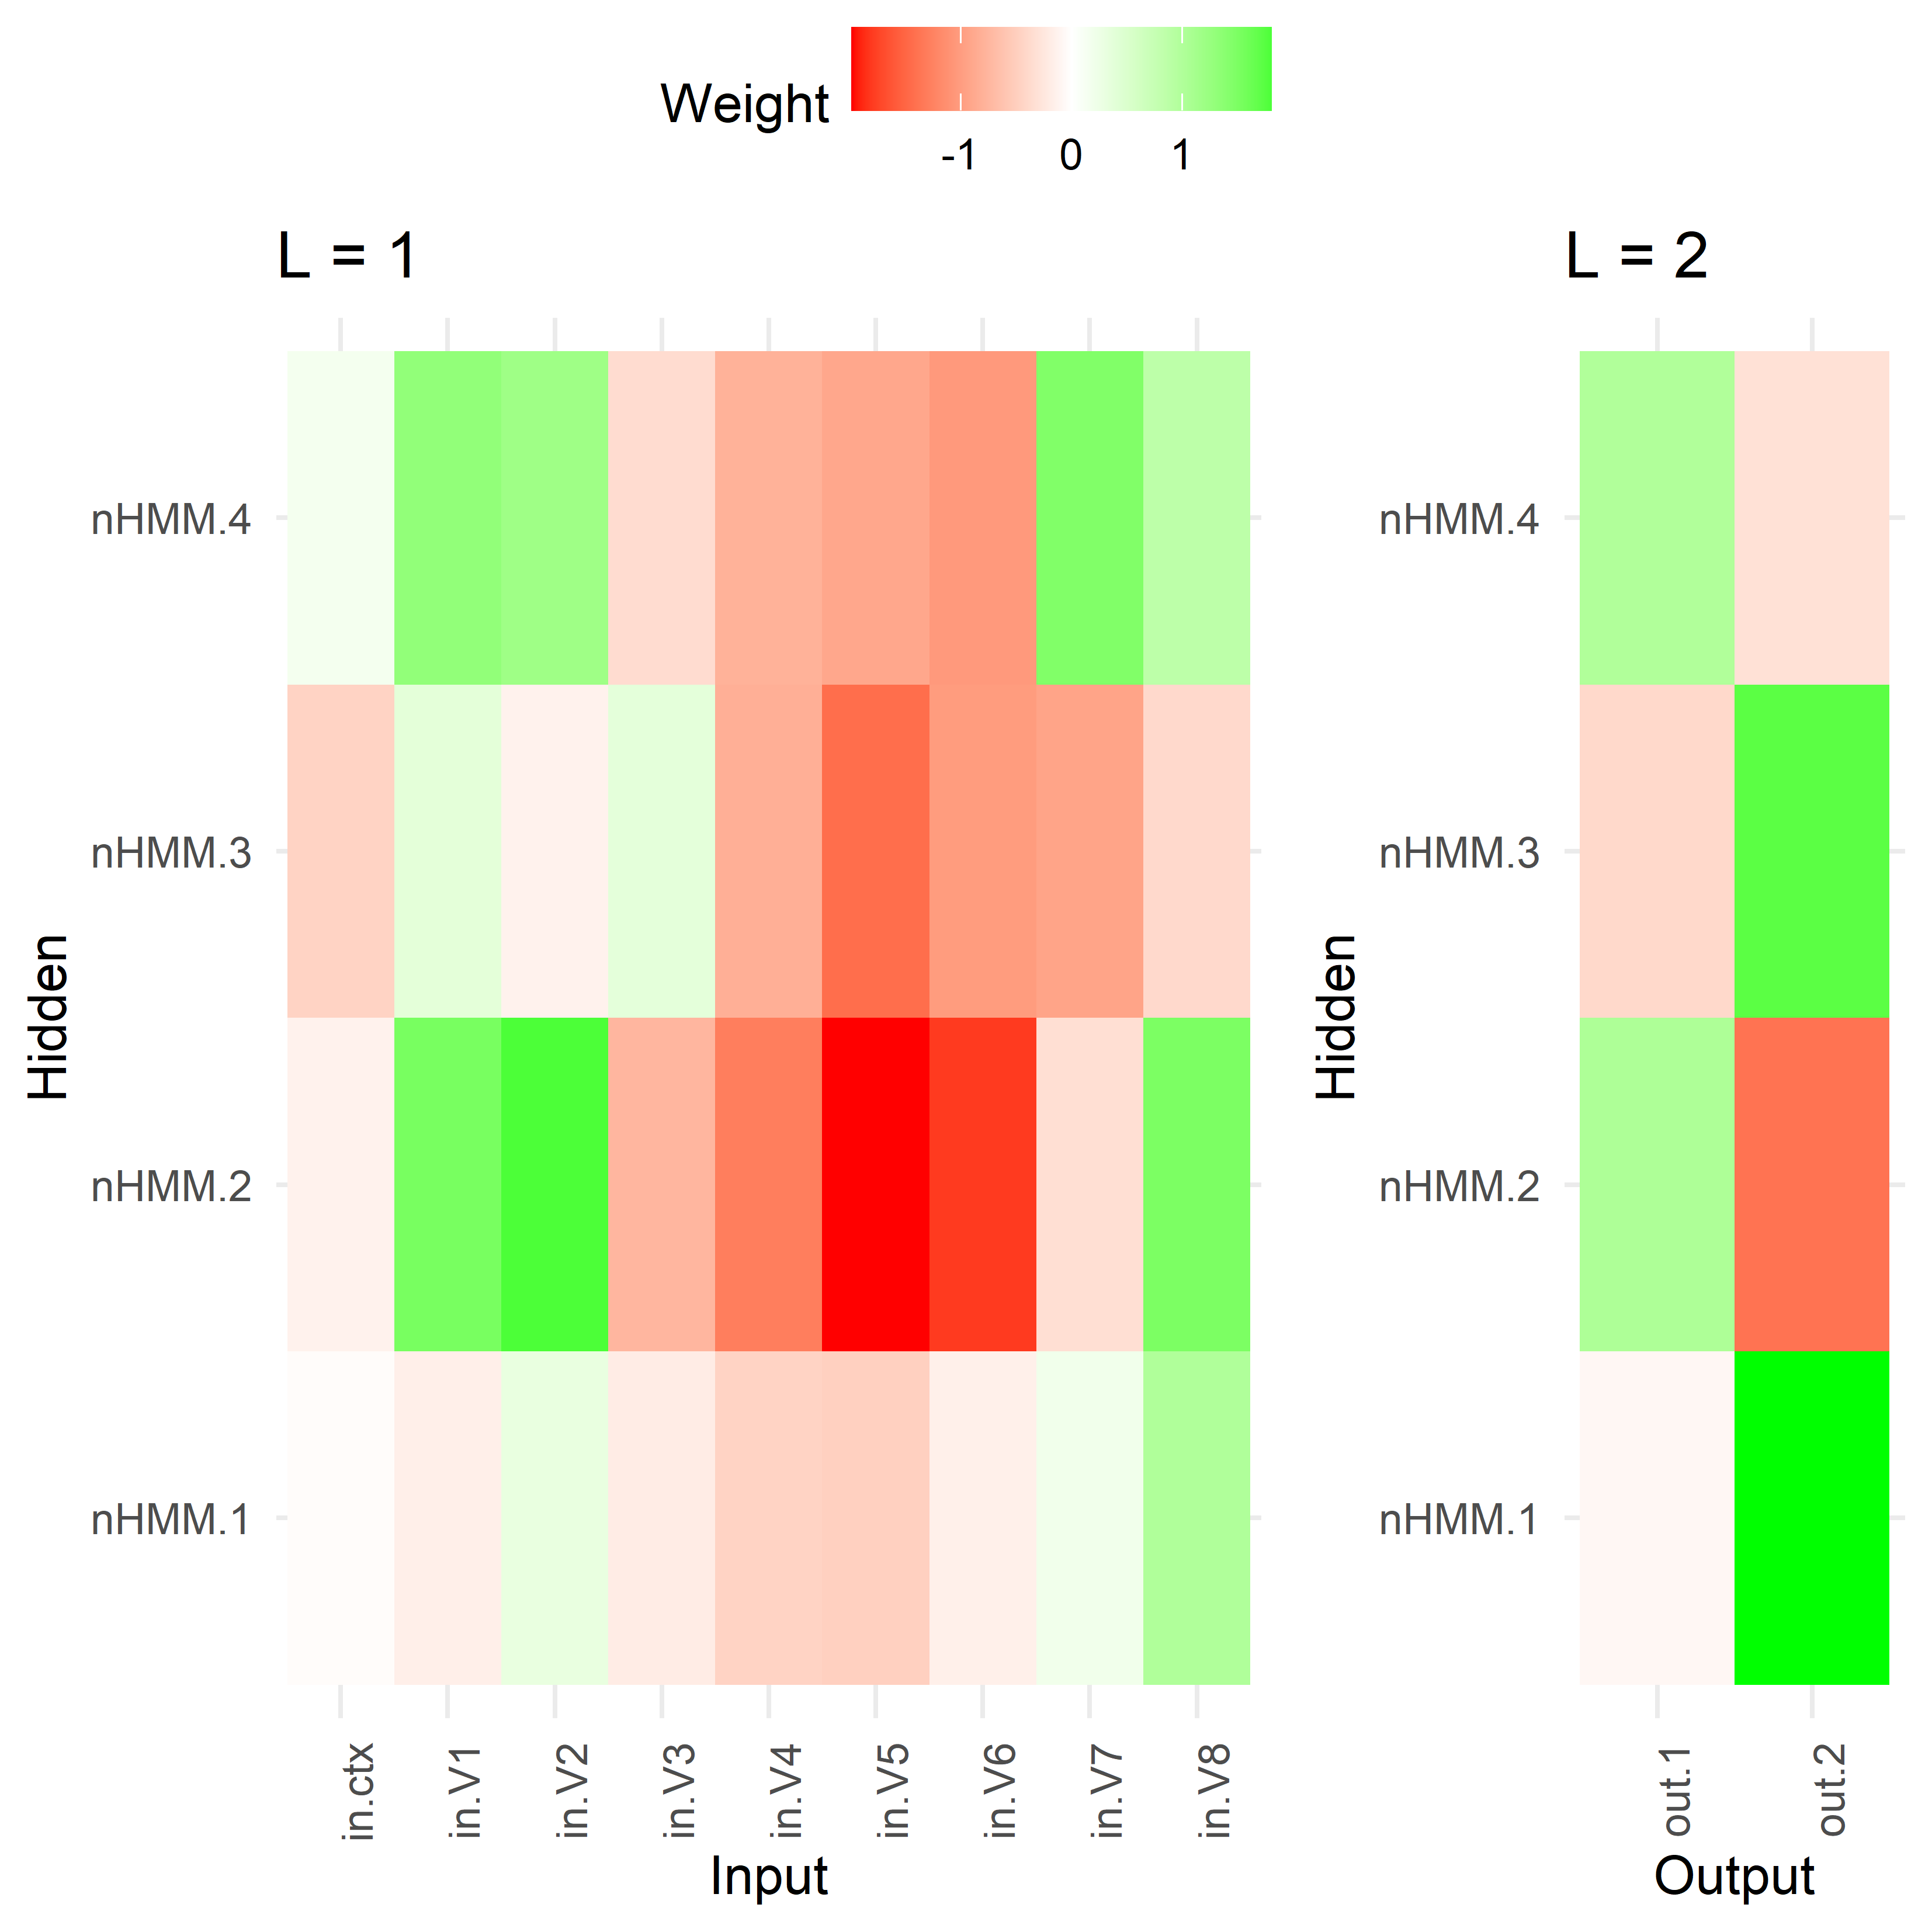 Weight
-1 0 1
L = 1
L = 2
Hidden
nHMM.4
nHMM.3
nHMM.2
nHMM.1
in.ctx in.V1 in.V2 in.V3 in.V4 in.V5 in.V6 in.V7 in.V8
Input
Hidden
nHMM.4
nHMM.3
nHMM.2
nHMM.1
out.1 out.2
Output